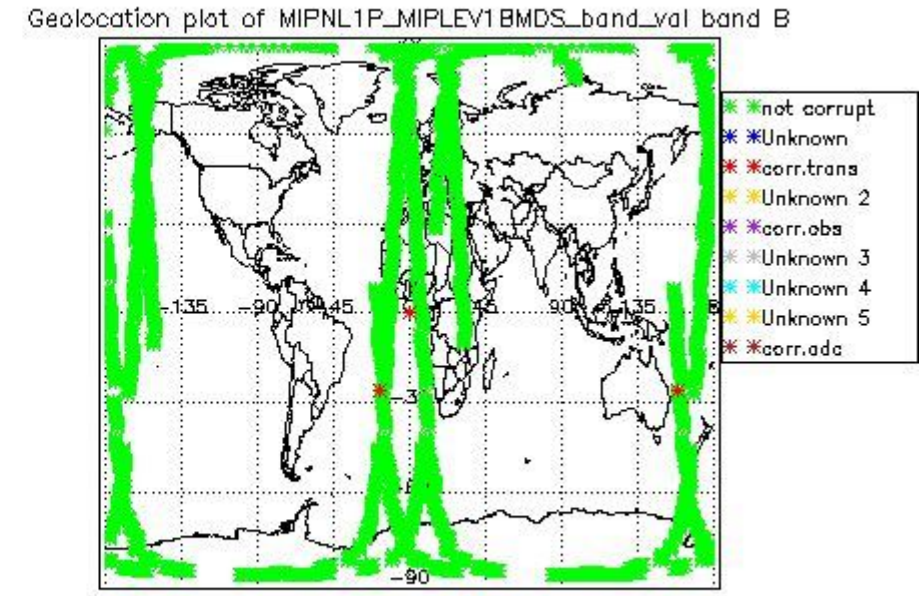 Geolocation plot of MIPNL1P_MIPLEV1BMDS_band_val band B
* *not corrupt
* *Unknown
* *corr.trans
* *Unknown 2
* *corr.obs
* *Unknown 3
* *Unknown 4
* *Unknown 5
* *corr.adc
-135 -90 45 90 135
-90